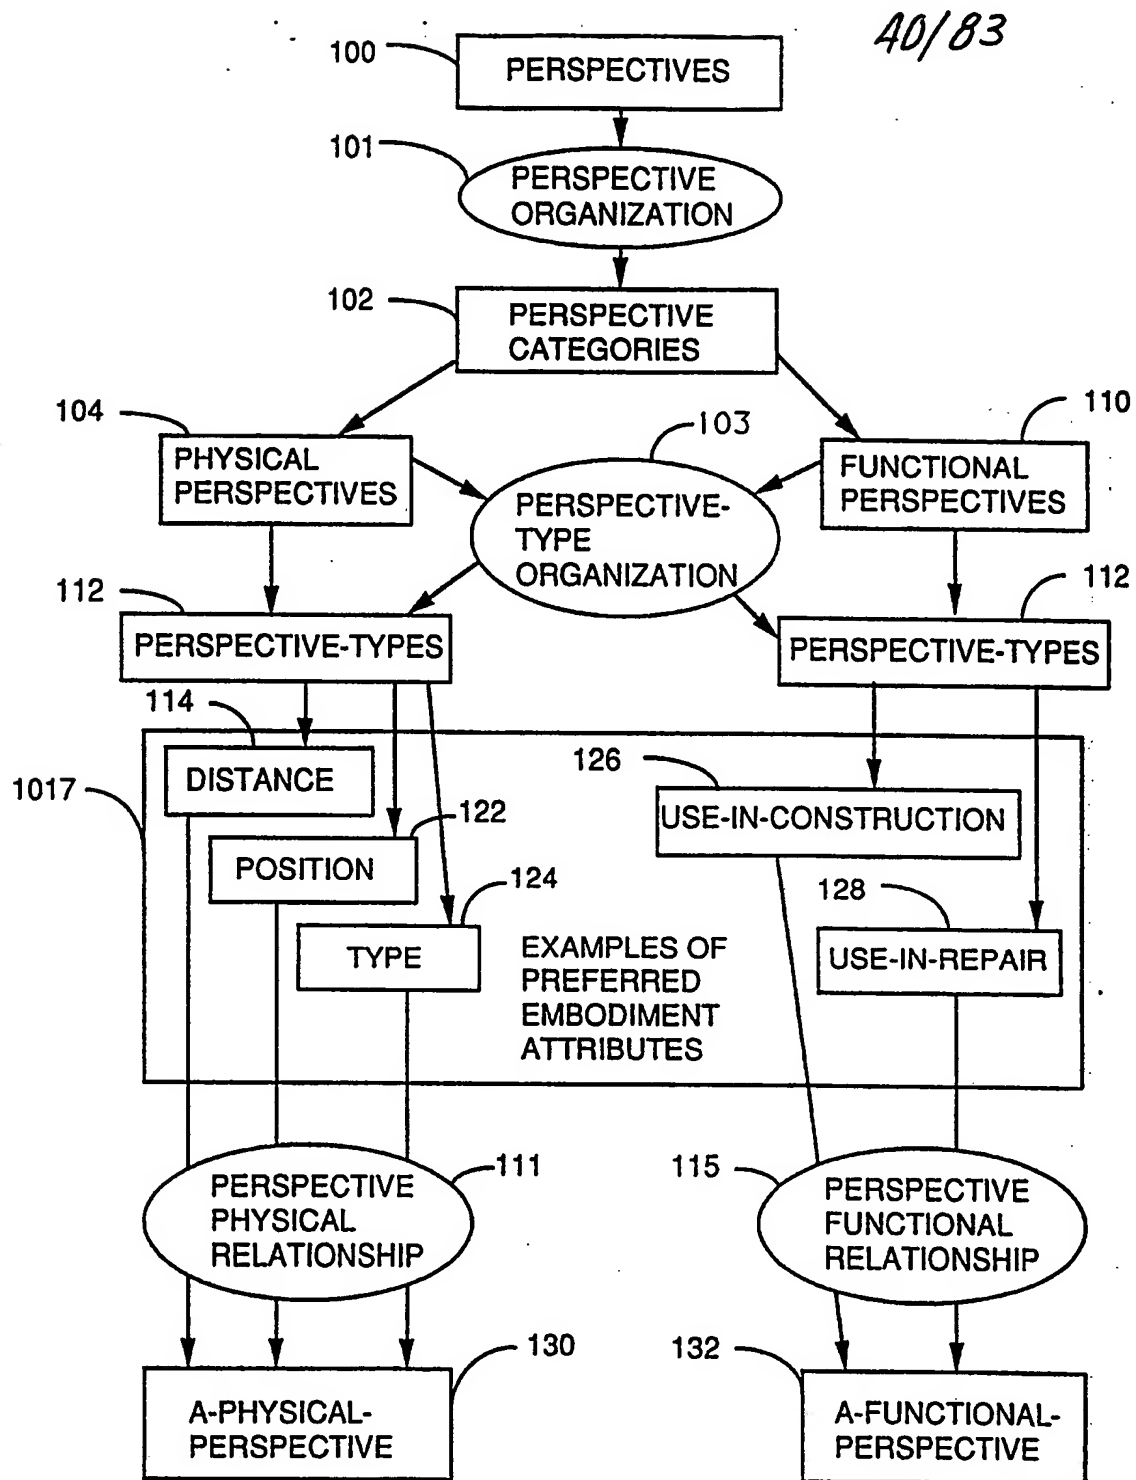 40/83
100
PERSPECTIVES
101
PERSPECTIVE
ORGANIZATION
102
PERSPECTIVE
CATEGORIES
104
103
110
PHYSICAL
PERSPECTIVES
FUNCTIONAL
PERSPECTIVES
PERSPECTIVE-
TYPE
ORGANIZATION
112
112
PERSPECTIVE-TYPES
PERSPECTIVE-TYPES
114
DISTANCE
126
1017
122
USE-IN-CONSTRUCTION
POSITION
124
128
TYPE
EXAMPLES OF
PREFERRED
EMBODIMENT
ATTRIBUTES
USE-IN-REPAIR
111
115
PERSPECTIVE
PHYSICAL
RELATIONSHIP
PERSPECTIVE
FUNCTIONAL
RELATIONSHIP
130
132
A-PHYSICAL-
PERSPECTIVE
A-FUNCTIONAL-
PERSPECTIVE